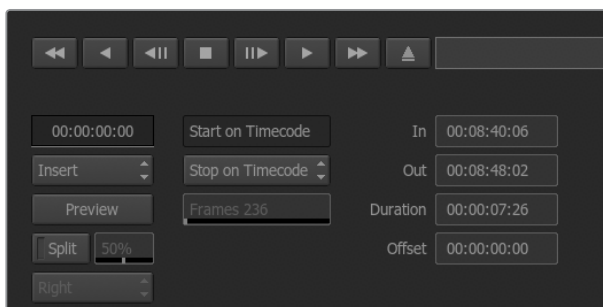 00:00:00:00 Start on Timecode In 00:08:40:06
Insert Stop on Timecode Out 00:08:48:02
Preview Frames 236 Duration 00:00:07:26
Split 50% Offset 00:00:00:00
Right